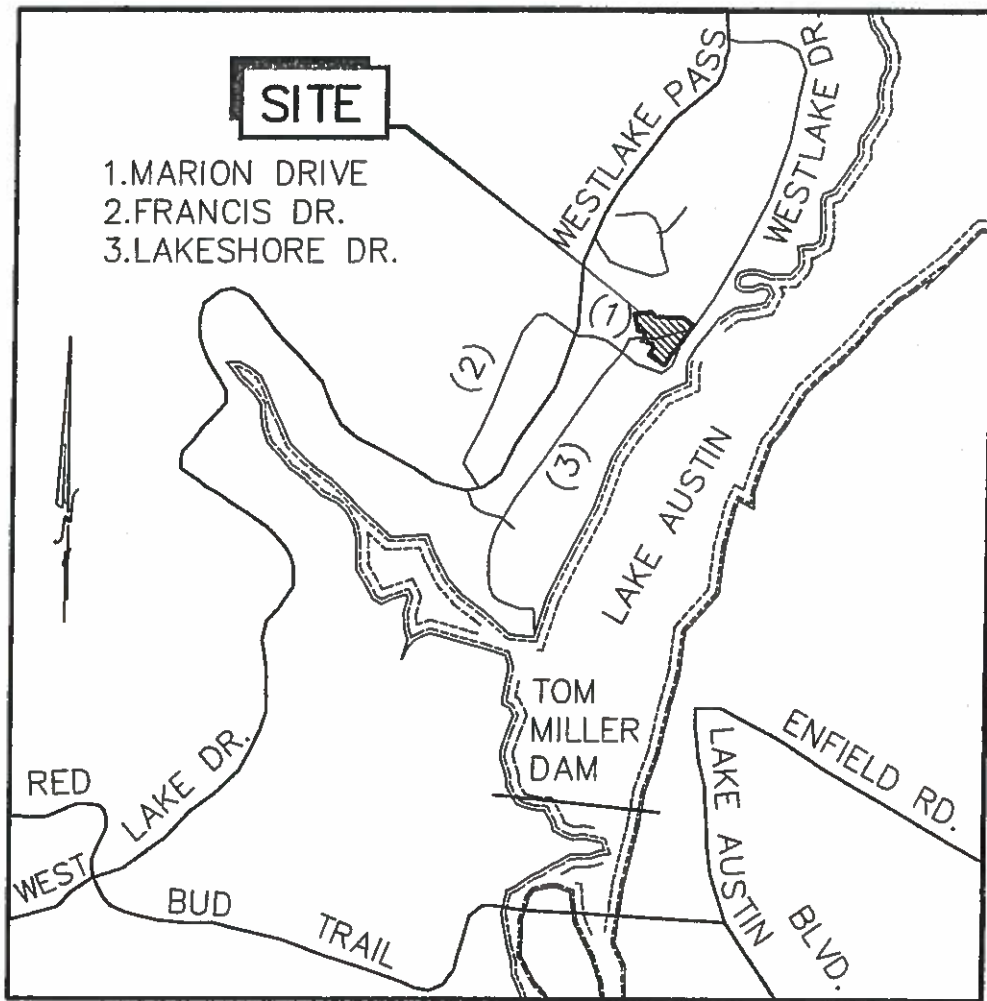 SITE
1.MARION DRIVE
2.FRANCIS DR.
3.LAKESHORE DR.
WESTLAKE PASS
WESTLAKE DR.
(1)
(2)
(3)
LAKE AUSTIN
TOM
MILLER
DAM
ENFIELD RD.
LAKE AUSTIN BLVD.
WEST LAKE DR.
RED BUD TRAIL